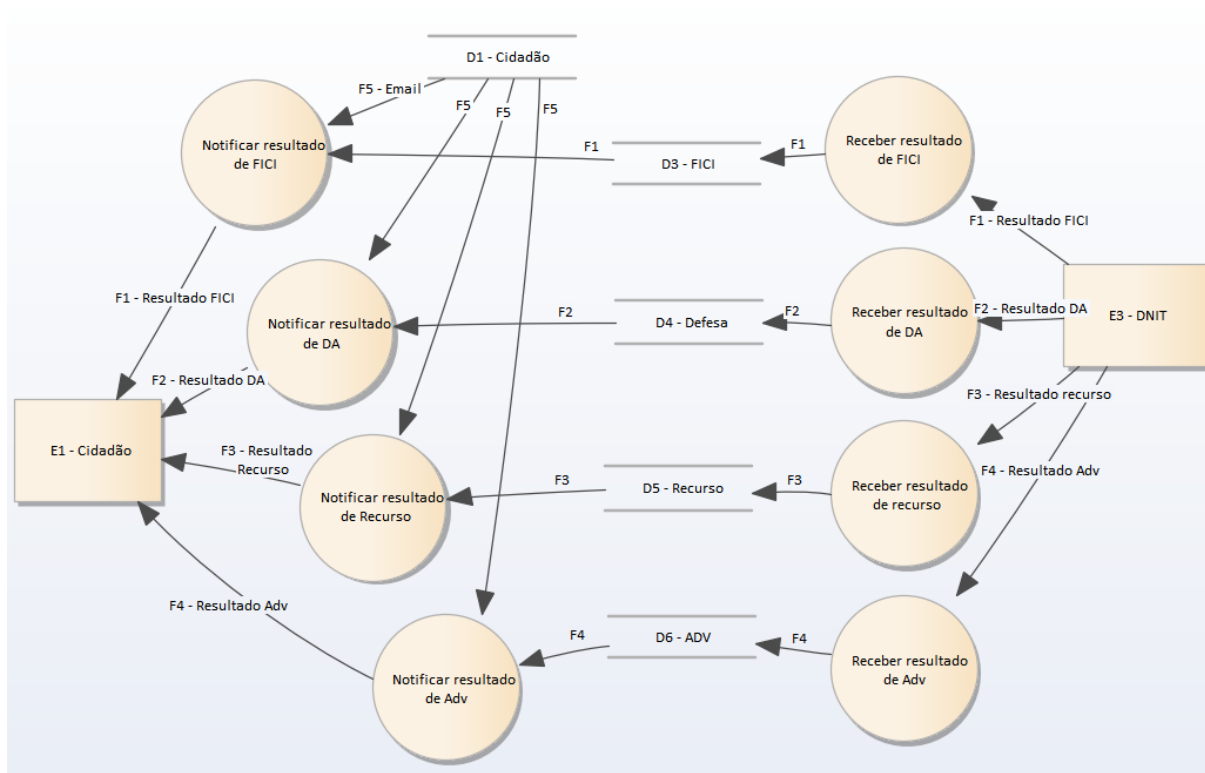 D1 - Cidadão
F5 - Email
F5
F5
F5
Notificar resultado
de FICI
F1
D3 - FICI
F1
Receber resultado
de FICI
F1 - Resultado FICI
F1 - Resultado FICI
Notificar resultado
de DA
F2
D4 - Defesa
F2
Receber resultado
de DA
F2 - Resultado DA
E3 - DNIT
F2 - Resultado DA
F3 - Resultado recurso
E1 - Cidadão
F3 - Resultado
Recurso
F4 - Resultado Adv
Notificar resultado
de Recurso
F3
D5 - Recurso
F3
Receber resultado
de recurso
F4 - Resultado Adv
Notificar resultado
de Adv
F4
D6 - ADV
F4
Receber resultado
de Adv